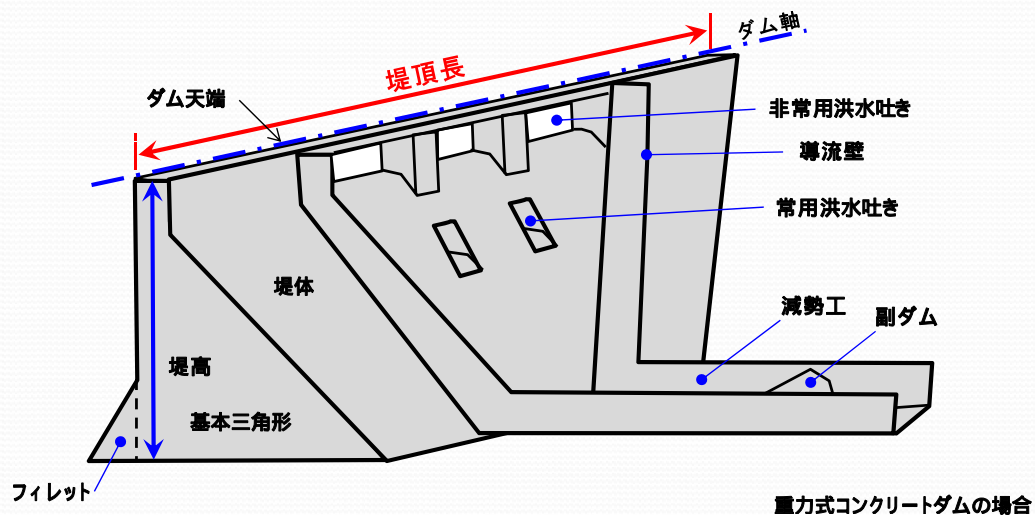 ダム軸
堤頂長
ダム天端
非常用洪水吐き
導流壁
常用洪水吐き
堤体
減勢工
副ダム
堤高
基本三角形
フィレット
重力式コンクリートダムの場合